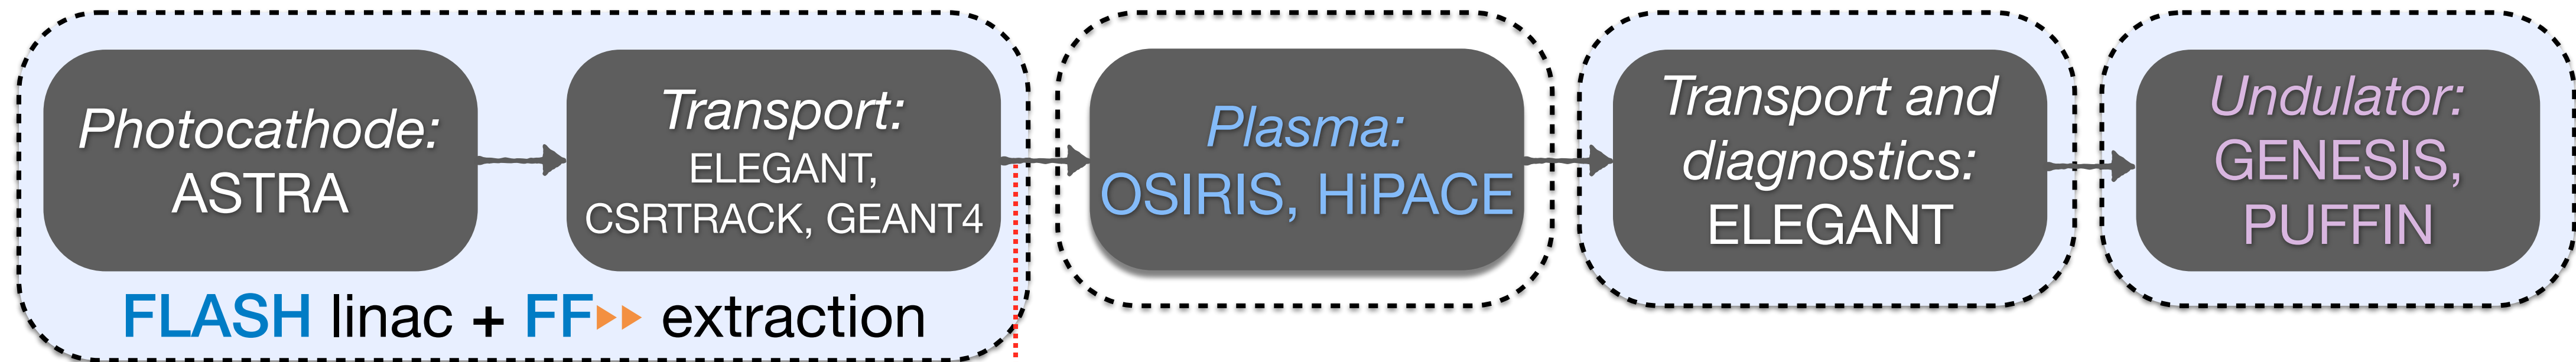 Photocathode:
ASTRA
Transport:
ELEGANT,
CSRTRACK, GEANT4
FLASH linac + FF▸▸ extraction
Plasma:
OSIRIS, HiPACE
Transport and
diagnostics:
ELEGANT
Undulator:
GENESIS,
PUFFIN